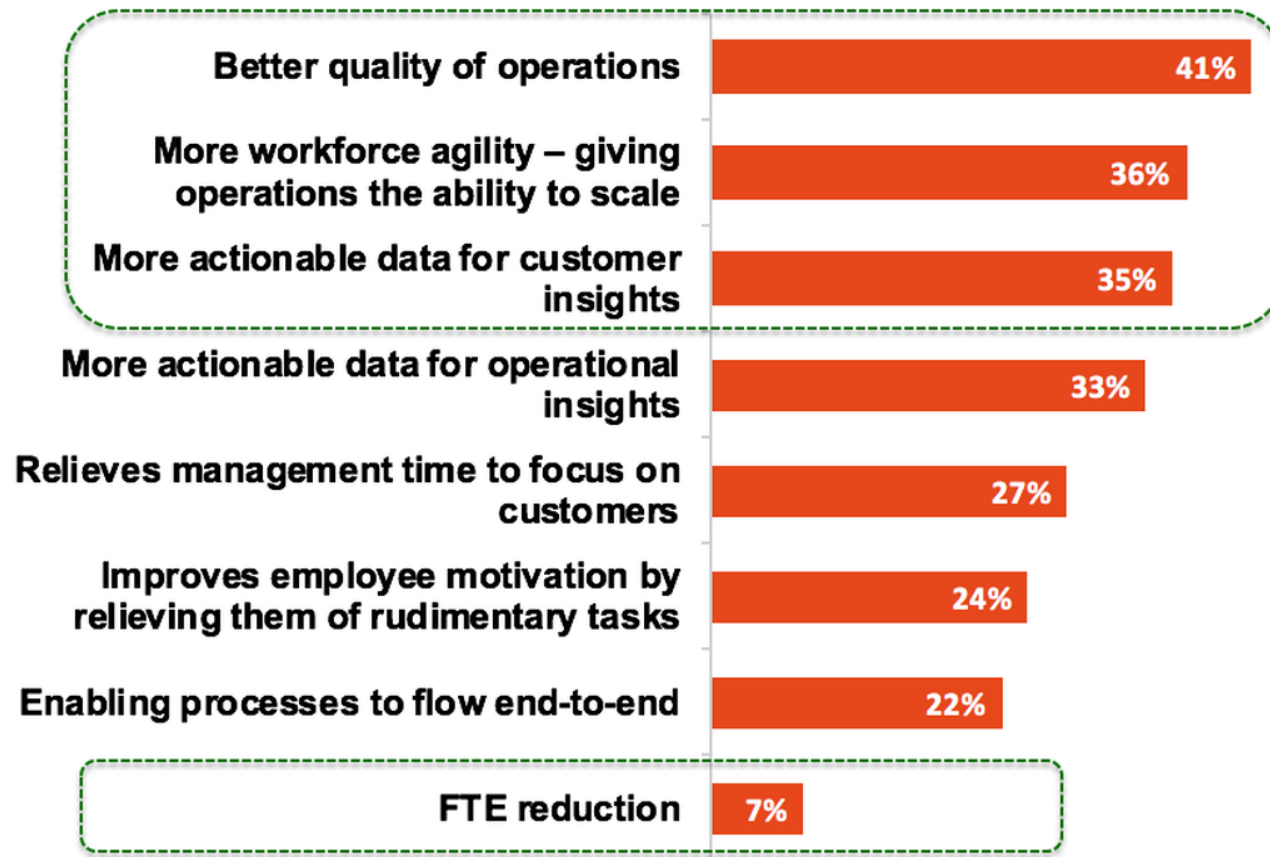 Better quality of operations
41%
More workforce agility – giving
operations the ability to scale
36%
More actionable data for customer
insights
35%
More actionable data for operational
insights
33%
Relieves management time to focus on
customers
27%
Improves employee motivation by
relieving them of rudimentary tasks
24%
Enabling processes to flow end-to-end
22%
FTE reduction
7%